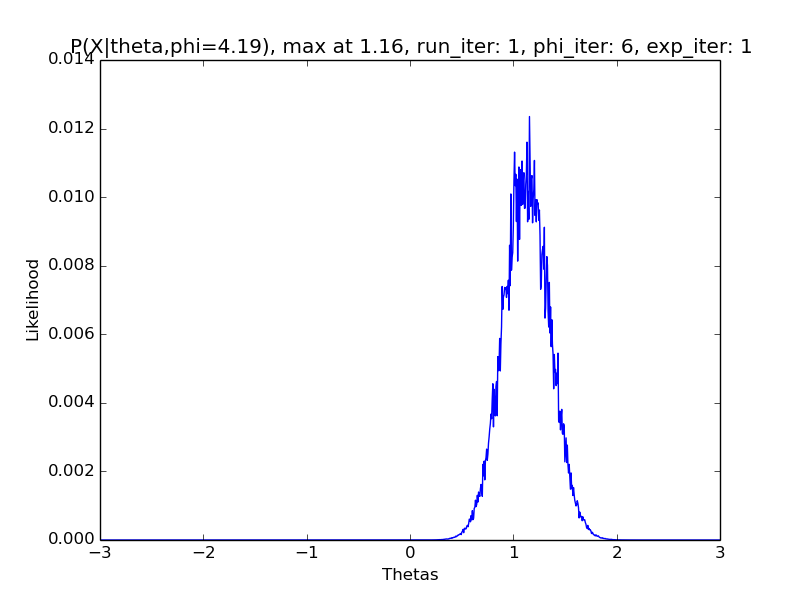 P(X|theta,phi=4.19), max at 1.16, run_iter: 1, phi_iter: 6, exp_iter: 1
0.014
0.012
0.010
0.008
0.006
0.004
0.002
0.000
Likelihood
−3 −2 −1 0 1 2 3
Thetas